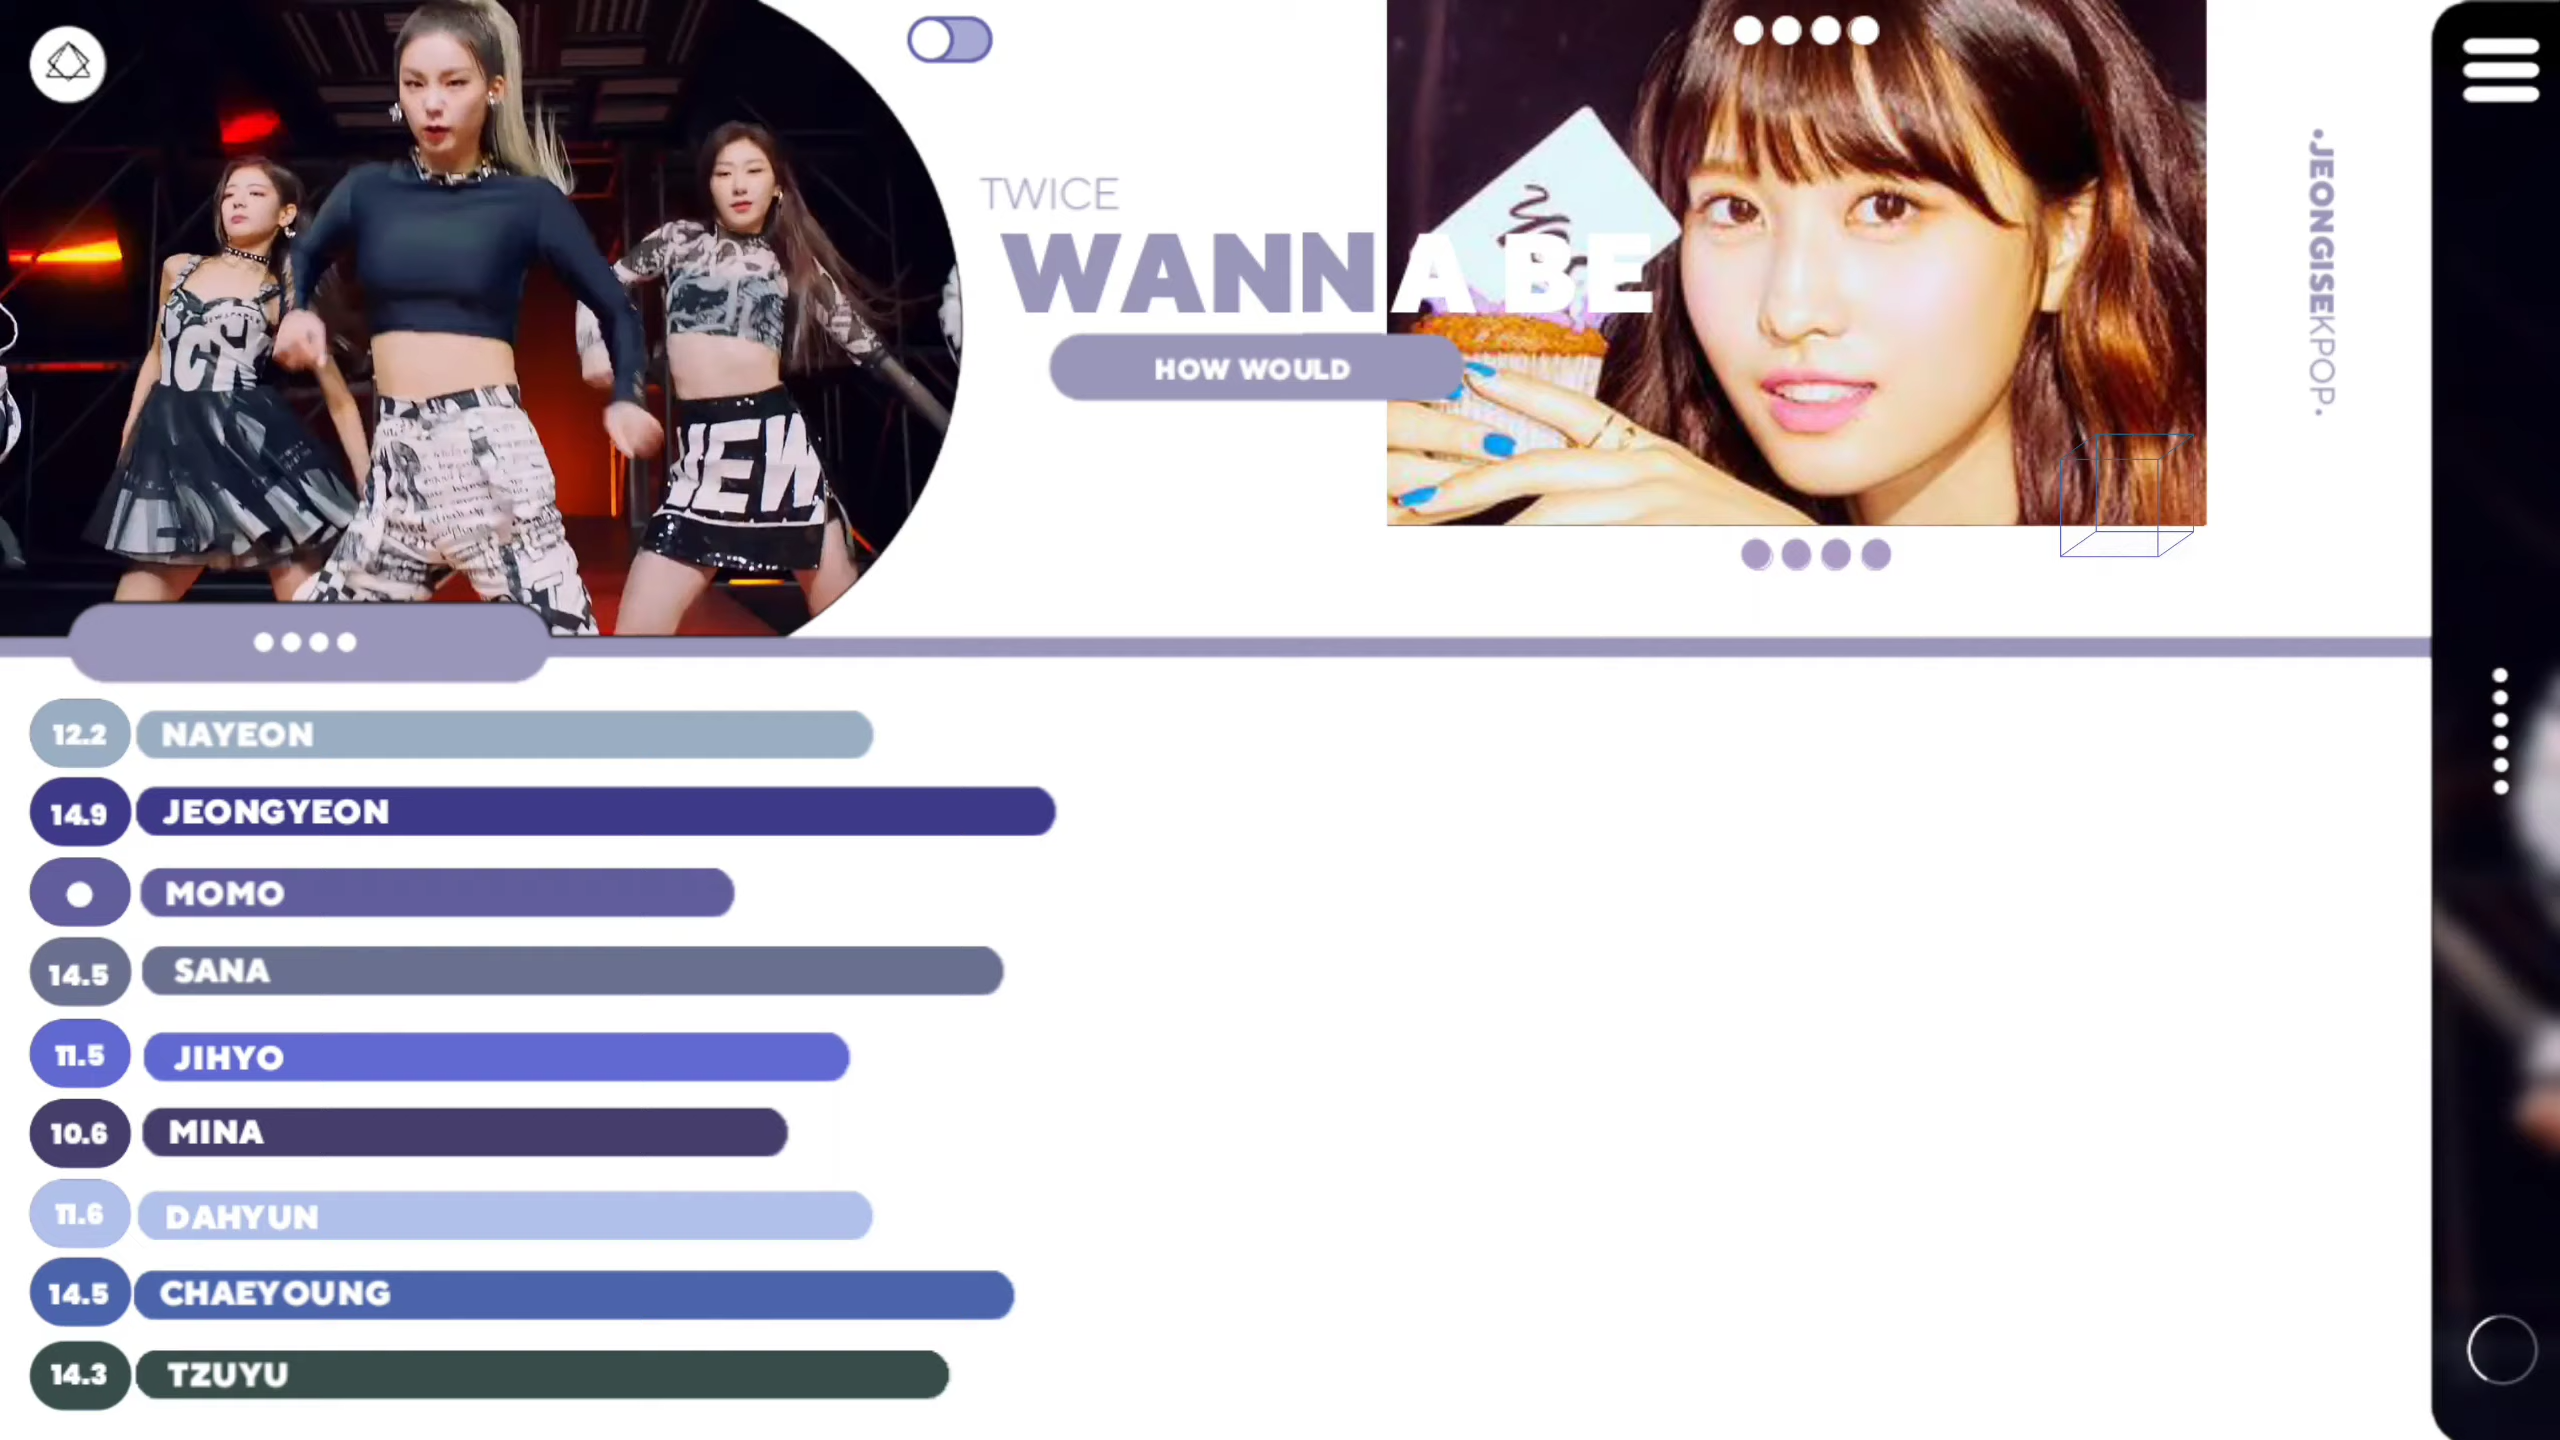 TWICE
WANNABE
HOW WOULD
•JEONGISEKPOP•
12.2 NAYEON
14.9 JEONGYEON
MOMO
14.5 SANA
11.5 JIHYO
10.6 MINA
11.6 DAHYUN
14.5 CHAEYOUNG
14.3 TZUYU